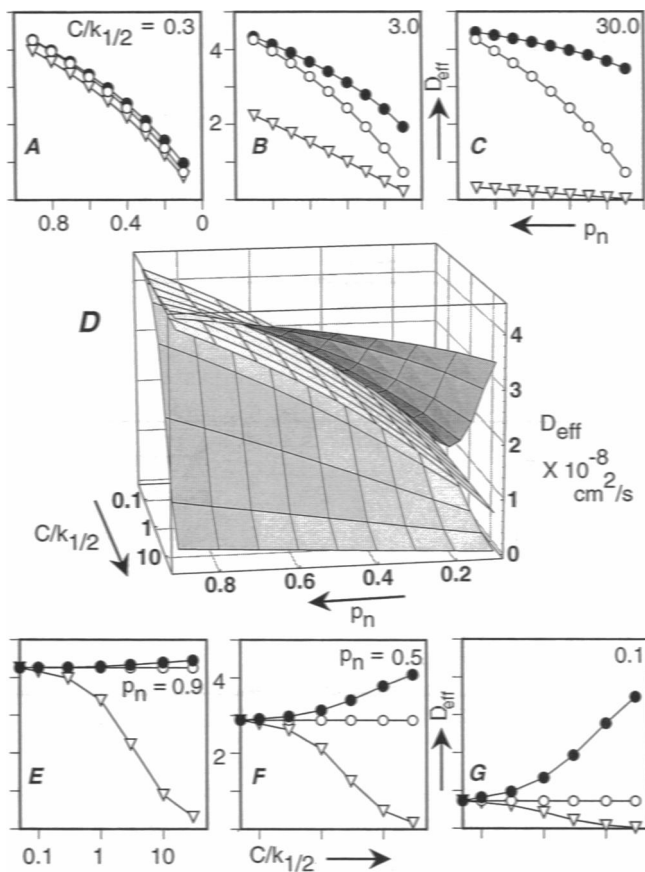 C/k1/2 = 0.3
A
0.8
0.4
0
4
2
3.0
B
30.0
Deff
C
pn
D
4
3
2
1
0
Deff
X 10-8
cm2/s
0.1
1
10
C/k1/2
0.8
0.6
0.4
0.2
pn
pn = 0.9
E
0.1
1
10
4
2
pn = 0.5
F
C/k1/2
0.1
Deff
G